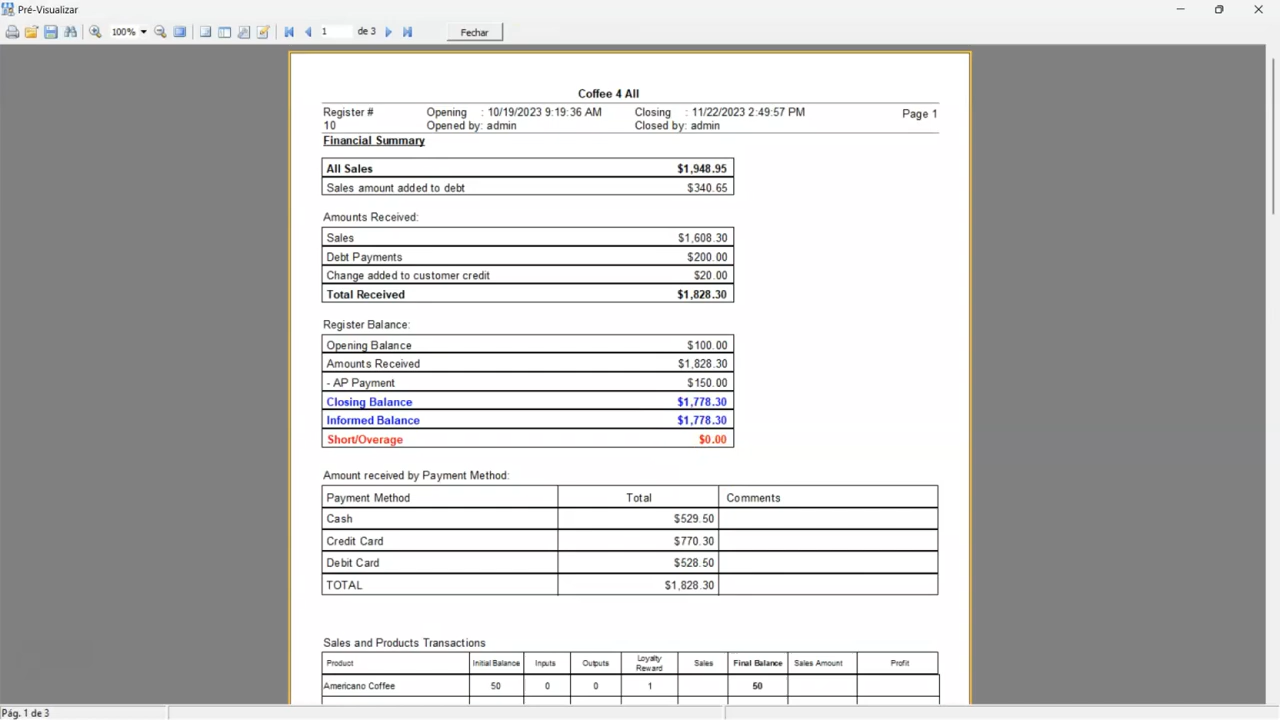 Pré-Visualizar
100%
1 de 3
Fechar
Coffee 4 All
Register # Opening : 10/19/2023 9:19:36 AM Closing : 11/22/2023 2:49:57 PM Page 1
10 Opened by: admin Closed by: admin
Financial Summary
All Sales $1,948.95
Sales amount added to debt $340.65
Amounts Received:
Sales $1,608.30
Debt Payments $200.00
Change added to customer credit $20.00
Total Received $1,828.30
Register Balance:
Opening Balance $100.00
Amounts Received $1,828.30
- AP Payment $150.00
Closing Balance $1,778.30
Informed Balance $1,778.30
Short/Overage $0.00
Amount received by Payment Method:
Payment Method Total Comments
Cash $529.50
Credit Card $770.30
Debit Card $528.50
TOTAL $1,828.30
Sales and Products Transactions
Product Initial Balance Inputs Outputs Loyalty Reward Sales Final Balance Sales Amount Profit
Americano Coffee 50 0 0 1 50
Pág. 1 de 3